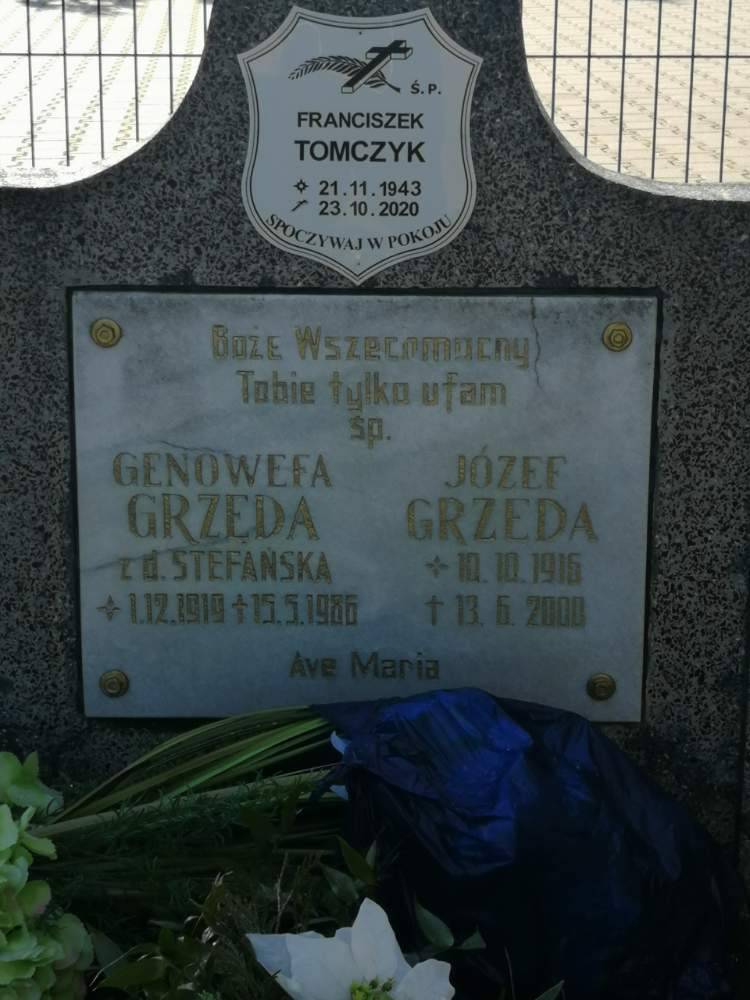 Ś.P.
FRANCISZEK
TOMCZYK
21.11.1943
23.10.2020
SPOCZYWAJ W POKOJU
Boże Wszecomocny
Tobie tylko ufam
śp.
GENOWEFA
GRZĘDA
z d. STEFAŃSKA
1.12.1919 † 15.5.1986
JÓZEF
GRZĘDA
10.10.1916
† 13.6.2000
Ave Maria